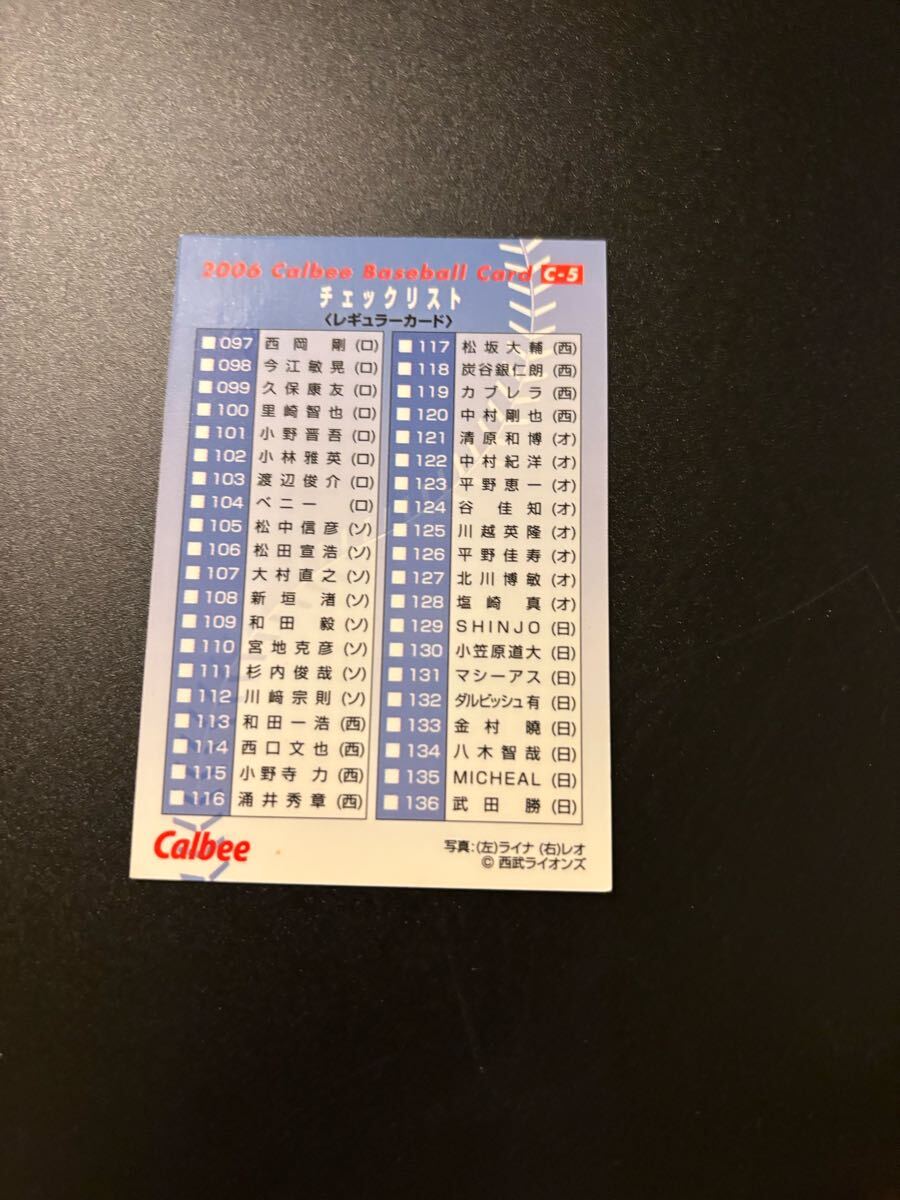 2006 Calbee Baseball Card C-5
チェックリスト
〈レギュラーカード〉
097 西岡 剛 (ロ)
098 今江敏晃 (ロ)
099 久保康友 (ロ)
100 里崎智也 (ロ)
101 小野晋吾 (ロ)
102 小林雅英 (ロ)
103 渡辺俊介 (ロ)
104 ベニー (ロ)
105 松中信彦 (ソ)
106 松田宣浩 (ソ)
107 大村直之 (ソ)
108 新垣 渚 (ソ)
109 和田 毅 (ソ)
110 宮地克彦 (ソ)
111 杉内俊哉 (ソ)
112 川﨑宗則 (ソ)
113 和田一浩 (西)
114 西口文也 (西)
115 小野寺 力 (西)
116 涌井秀章 (西)
117 松坂大輔 (西)
118 炭谷銀仁朗 (西)
119 カブレラ (西)
120 中村剛也 (西)
121 清原和博 (オ)
122 中村紀洋 (オ)
123 平野恵一 (オ)
124 谷 佳知 (オ)
125 川越英隆 (オ)
126 平野佳寿 (オ)
127 北川博敏 (オ)
128 塩崎 真 (オ)
129 SHINJO (日)
130 小笠原道大 (日)
131 マシーアス (日)
132 ダルビッシュ有 (日)
133 金村 曉 (日)
134 八木智哉 (日)
135 MICHEAL (日)
136 武田 勝 (日)
Calbee
写真:(左)ライナ (右)レオ
© 西武ライオンズ